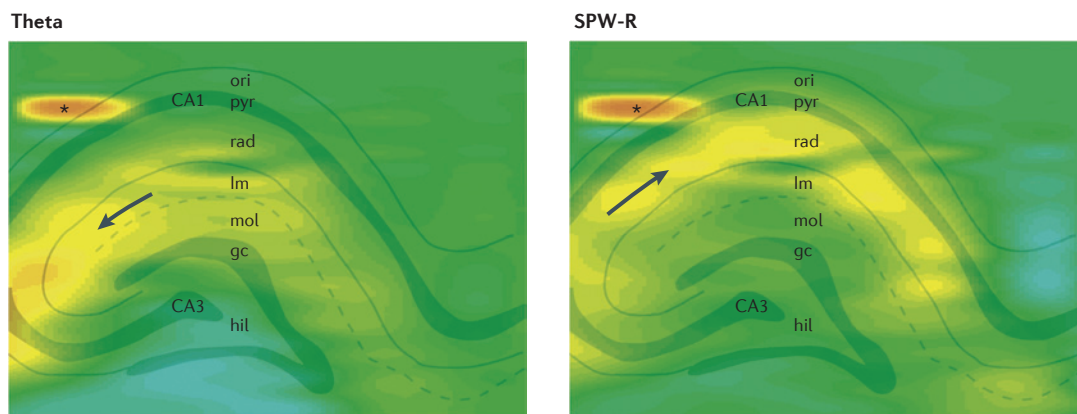 Theta
*
ori
CA1 pyr
rad
lm
mol
gc
CA3
hil
SPW-R
*
ori
CA1 pyr
rad
lm
mol
gc
CA3
hil